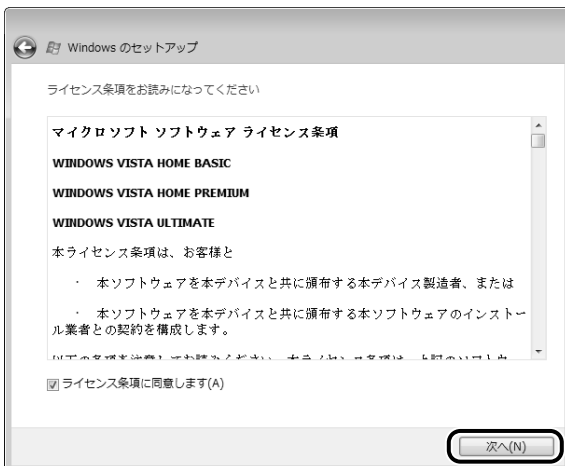 Windows のセットアップ
ライセンス条項をお読みになってください
マイクロソフト ソフトウェア ライセンス条項
WINDOWS VISTA HOME BASIC
WINDOWS VISTA HOME PREMIUM
WINDOWS VISTA ULTIMATE
本ライセンス条項は、お客様と
· 本ソフトウェアを本デバイスと共に頒布する本デバイス製造者、または
· 本ソフトウェアを本デバイスと共に頒布する本ソフトウェアのインストー
ル業者との契約を構成します。
ライセンス条項に同意します(A)
次へ(N)